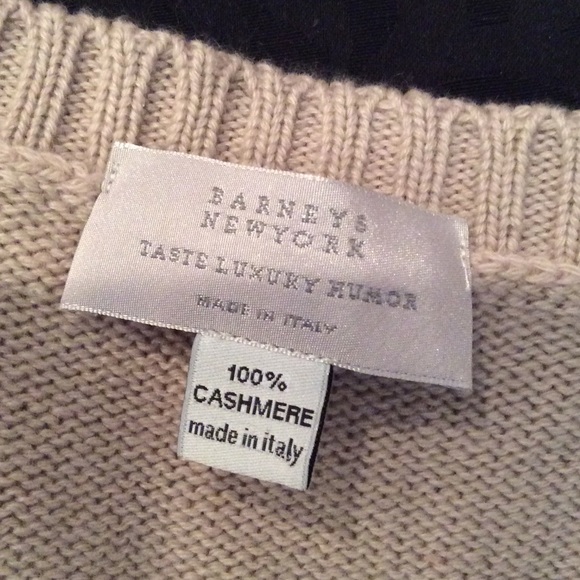 BARNEYS
NEWYORK
TASTE LUXURY HUMOR
MADE IN ITALY
100%
CASHMERE
made in italy